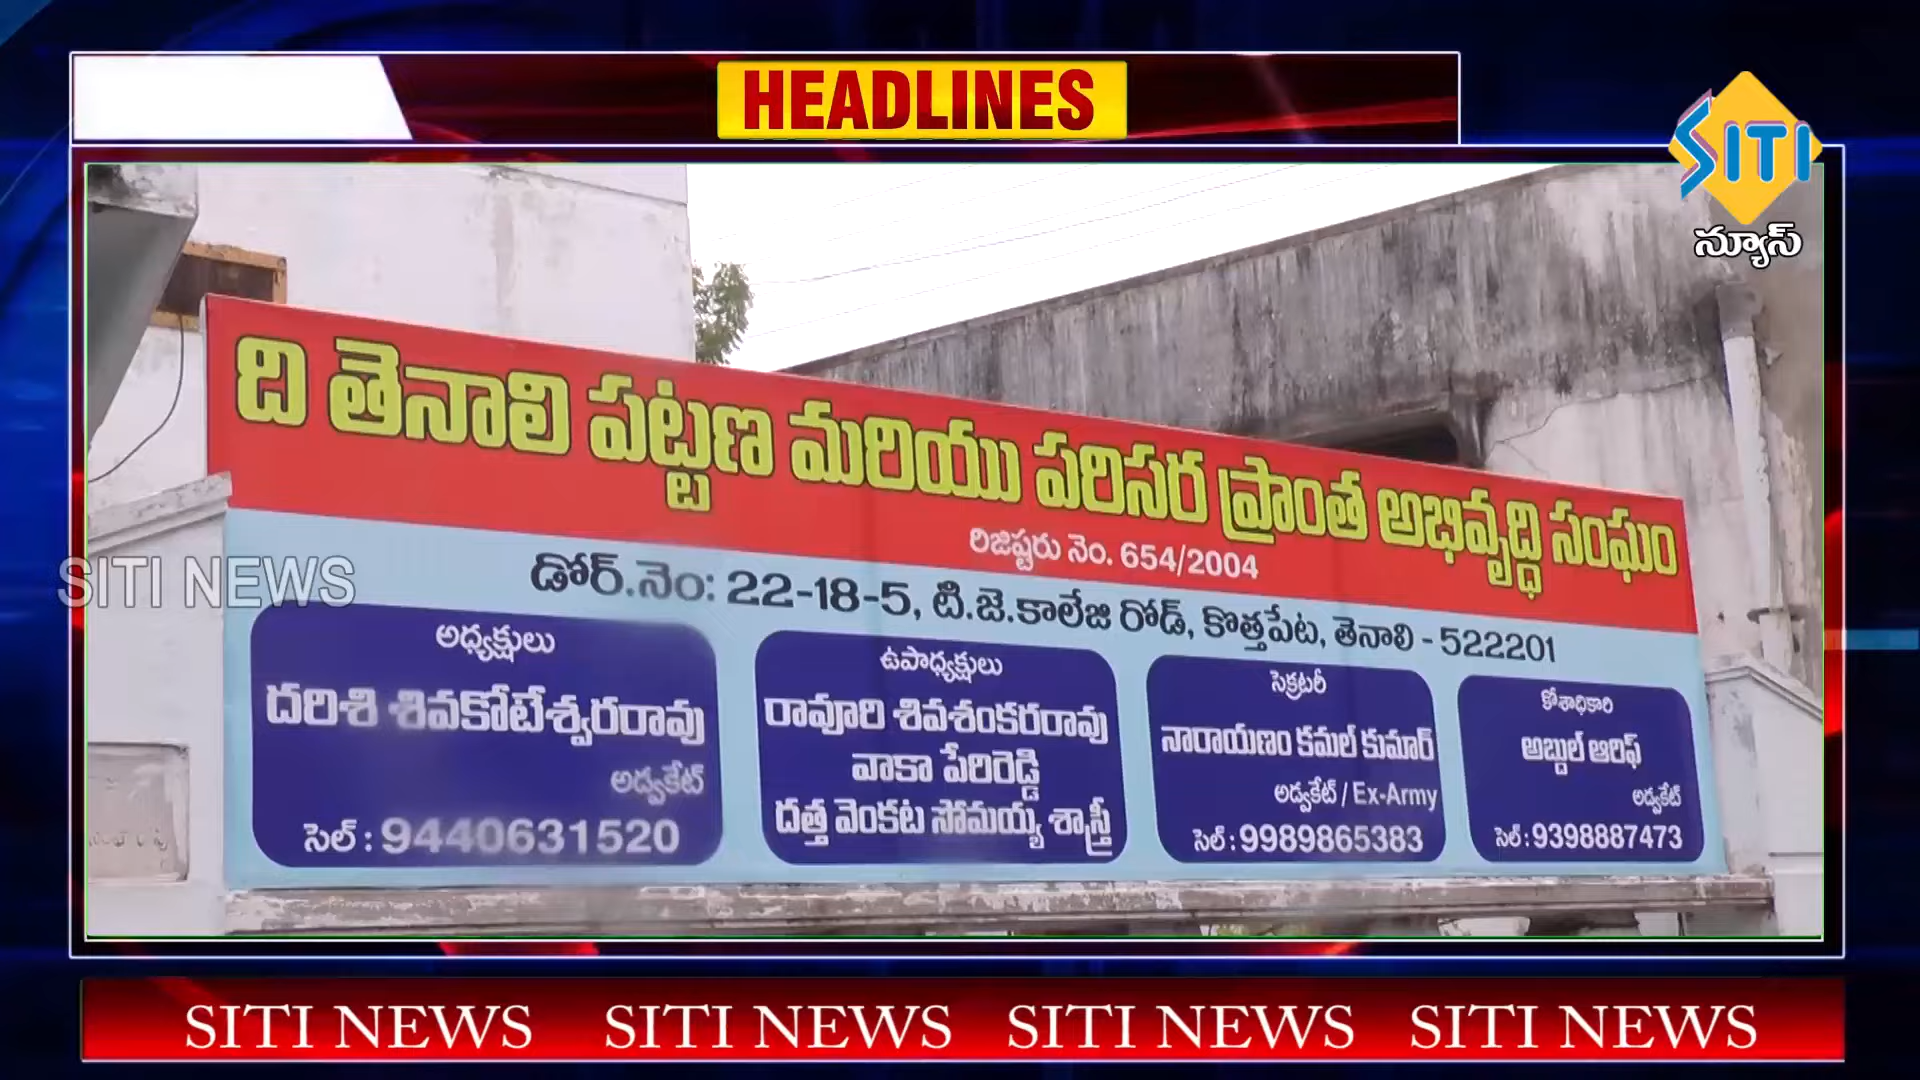 HEADLINES
SITI
న్యూస్
ది తెనాలి పట్టణ మరియు పరిసర ప్రాంత అభివృద్ధి సంఘం
రిజిష్టరు నెం. 654/2004
డోర్.నెం: 22-18-5, టి.జె.కాలేజి రోడ్, కొత్తపేట, తెనాలి - 522201
SITI NEWS
అధ్యక్షులు
దరిశి శివకోటేశ్వరరావు
అడ్వకేట్
సెల్ : 9440631520
ఉపాధ్యక్షులు
రావూరి శివశంకరరావు
వాకా పేరిరెడ్డి
దత్త వెంకట సోమయ్య శాస్త్రి
సెక్రటరీ
నారాయణం కమల్ కుమార్
అడ్వకేట్ / Ex-Army
సెల్ : 9989865383
కోశాధికారి
అబ్దుల్ ఆరిఫ్
అడ్వకేట్
సెల్ : 9398887473
SITI NEWS SITI NEWS SITI NEWS SITI NEWS